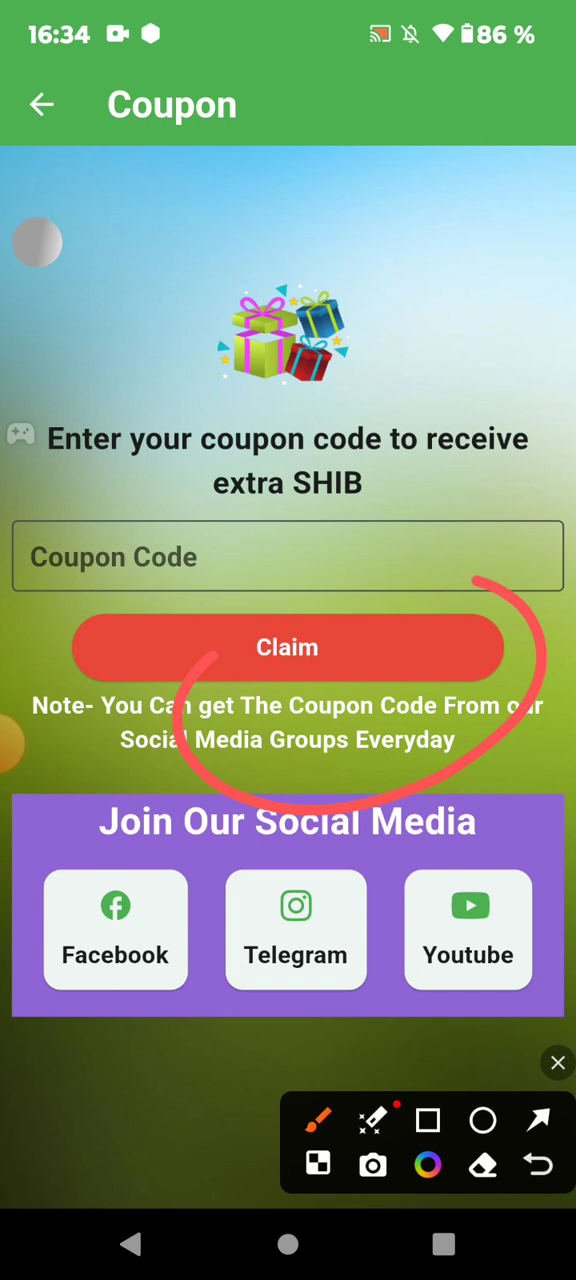 16:34
86 %
Coupon
Enter your coupon code to receive
extra SHIB
Coupon Code
Claim
Note- You Can get The Coupon Code From our
Social Media Groups Everyday
Join Our Social Media
Facebook
Telegram
Youtube